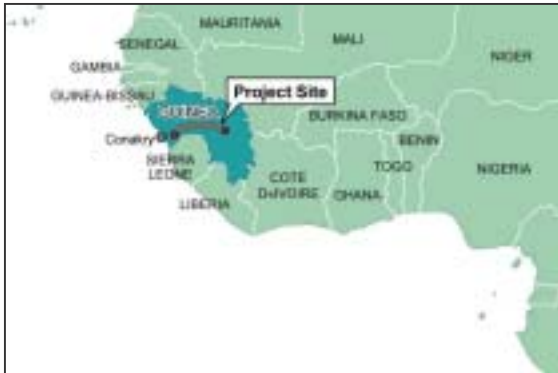 MAURITANIA
MALI
NIGER
SENEGAL
GAMBIA
GUINEA-BISSAU
GUINEA
Project Site
Conakry
BURKINA FASO
BENIN
SIERRA
LEONE
COTE
D'IVOIRE
TOGO
GHANA
NIGERIA
LIBERIA